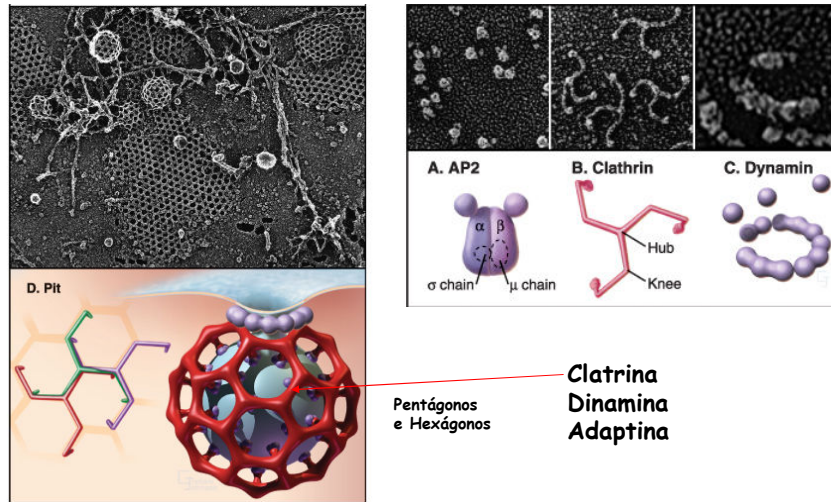 A. AP2
B. Clathrin
C. Dynamin
α
β
Hub
Knee
σ chain
μ chain
D. Pit
Pentágonos
e Hexágonos
Clatrina
Dinamina
Adaptina